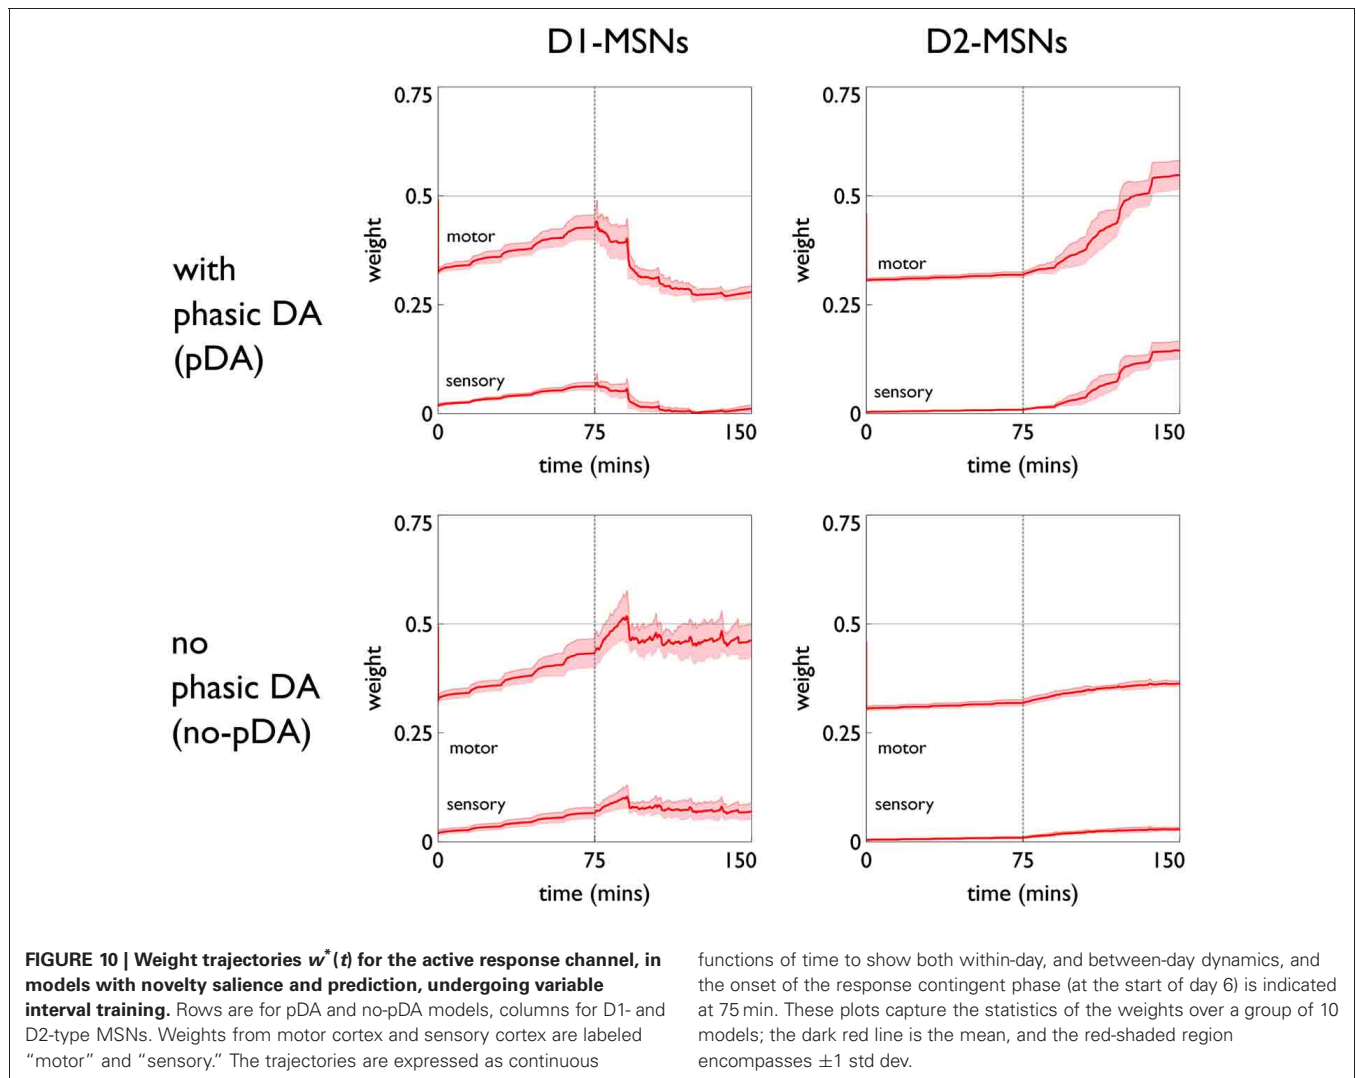 D1-MSNs
D2-MSNs
with
phasic DA
(pDA)
0.75
0.5
0.25
0
weight
motor
sensory
0
75
150
time (mins)
0.75
0.5
0.25
0
weight
motor
sensory
0
75
150
time (mins)
no
phasic DA
(no-pDA)
0.75
0.5
0.25
0
weight
motor
sensory
0
75
150
time (mins)
0.75
0.5
0.25
0
weight
motor
sensory
0
75
150
time (mins)
FIGURE 10 | Weight trajectories w*(t) for the active response channel, in
models with novelty salience and prediction, undergoing variable
interval training. Rows are for pDA and no-pDA models, columns for D1- and
D2-type MSNs. Weights from motor cortex and sensory cortex are labeled
“motor” and “sensory.” The trajectories are expressed as continuous
functions of time to show both within-day, and between-day dynamics, and
the onset of the response contingent phase (at the start of day 6) is indicated
at 75 min. These plots capture the statistics of the weights over a group of 10
models; the dark red line is the mean, and the red-shaded region
encompasses ±1 std dev.